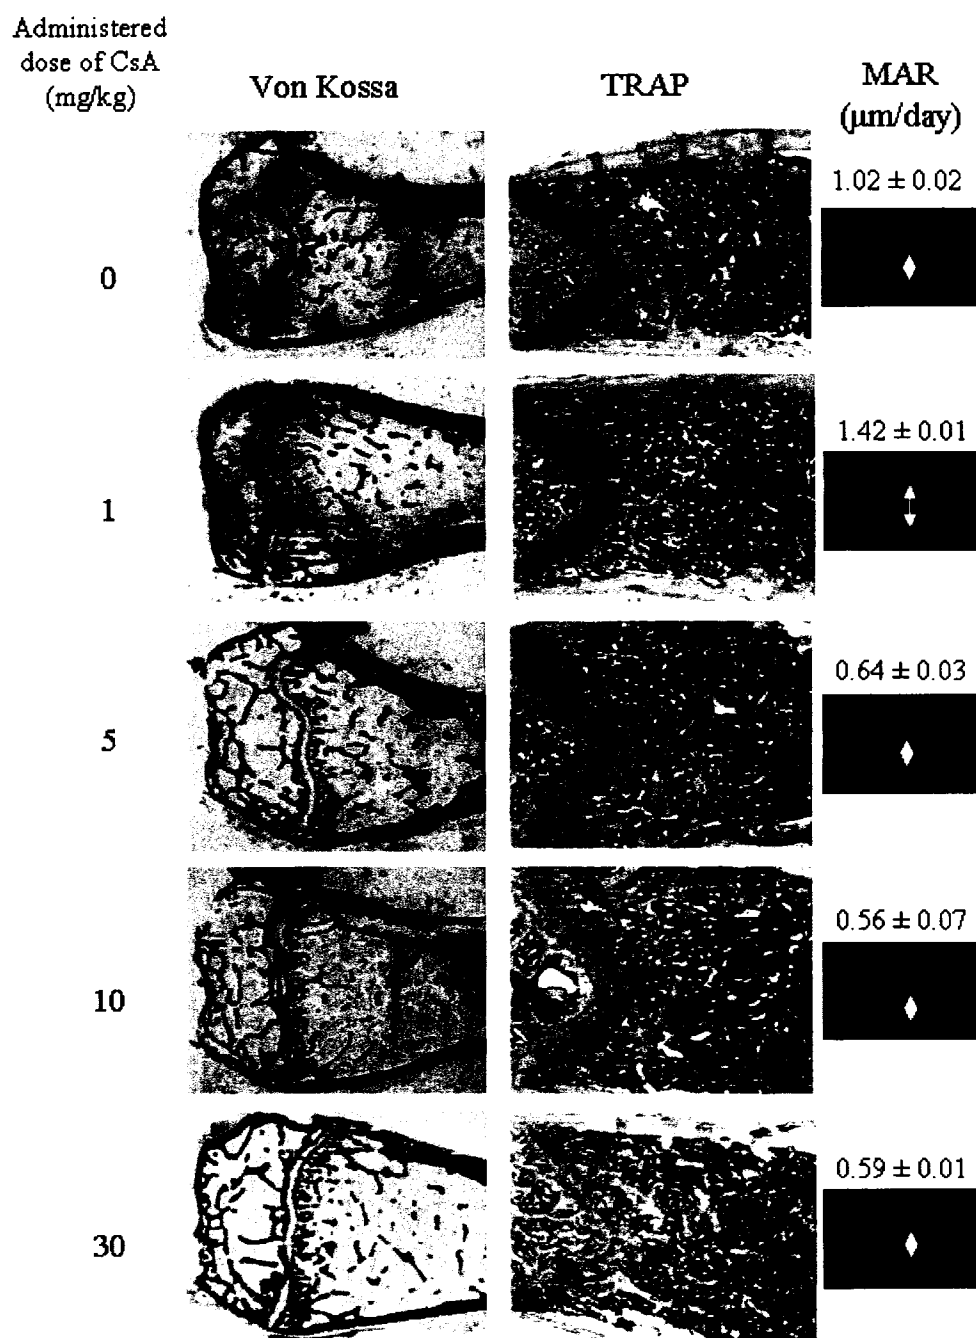 Administered
dose of CsA
(mg/kg)
Von Kossa
TRAP
MAR
(μm/day)
1.02 ± 0.02
0
1.42 ± 0.01
1
0.64 ± 0.03
5
0.56 ± 0.07
10
0.59 ± 0.01
30